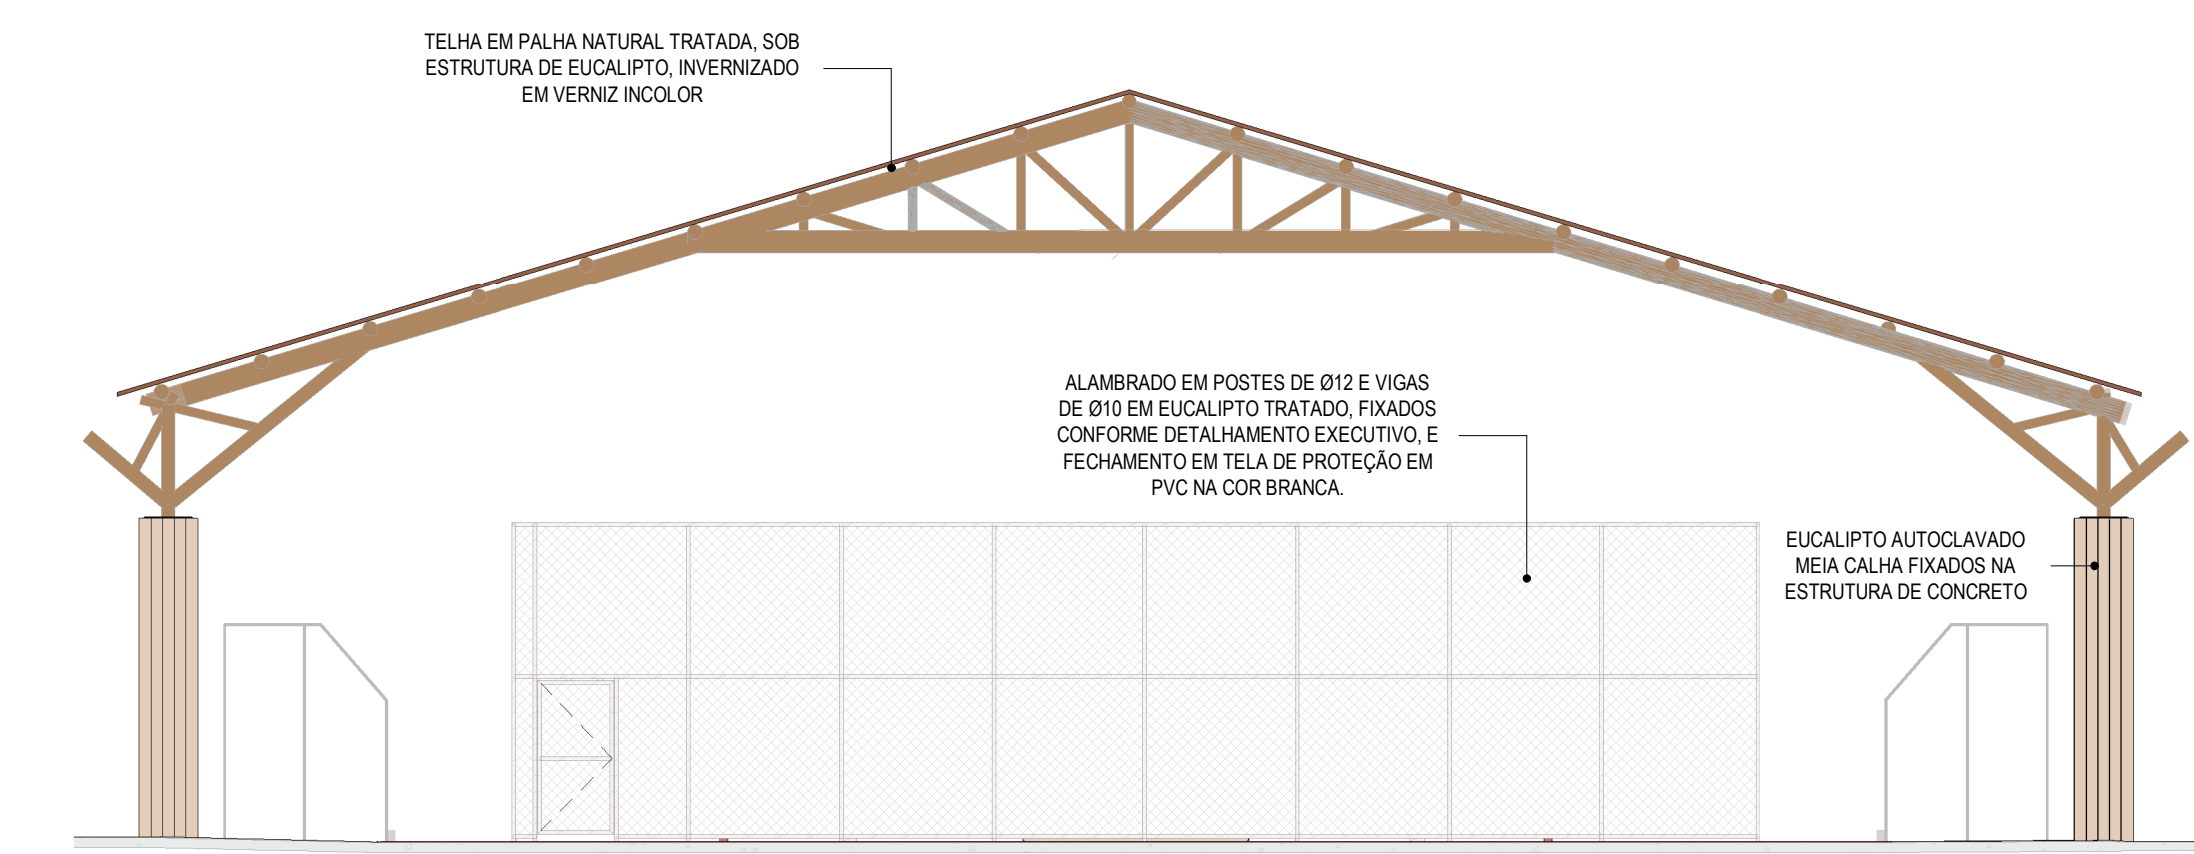 TELHA EM PALHA NATURAL TRATADA, SOB
ESTRUTURA DE EUCALIPTO, INVERNIZADO
EM VERNIZ INCOLOR
ALAMBRADO EM POSTES DE Ø12 E VIGAS
DE Ø10 EM EUCALIPTO TRATADO, FIXADOS
CONFORME DETALHAMENTO EXECUTIVO, E
FECHAMENTO EM TELA DE PROTEÇÃO EM
PVC NA COR BRANCA.
EUCALIPTO AUTOCLAVADO
MEIA CALHA FIXADOS NA
ESTRUTURA DE CONCRETO